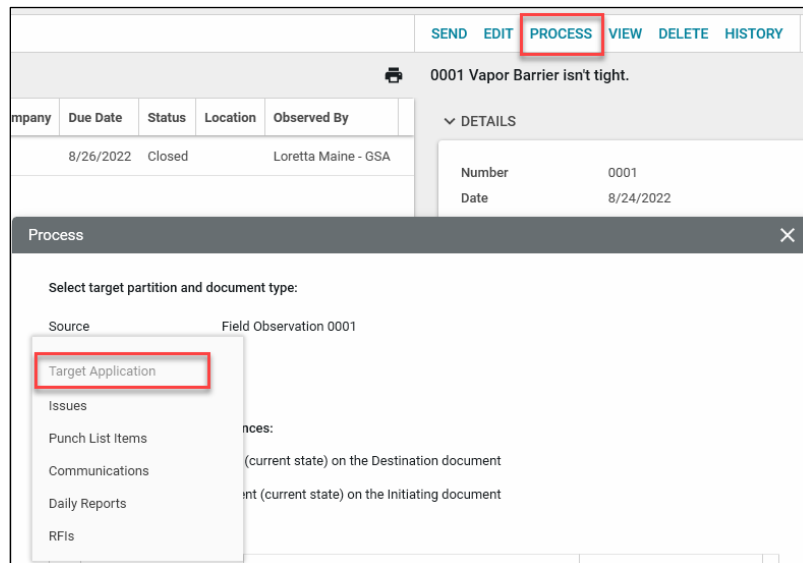 SEND EDIT PROCESS VIEW DELETE HISTORY
0001 Vapor Barrier isn't tight.
mpany Due Date Status Location Observed By
DETAILS
8/26/2022 Closed Loretta Maine - GSA
Number 0001
Date 8/24/2022
Process
Select target partition and document type:
Source Field Observation 0001
Target Application
Issues
nces:
Punch List Items
(current state) on the Destination document
Communications
ent (current state) on the Initiating document
Daily Reports
RFIs